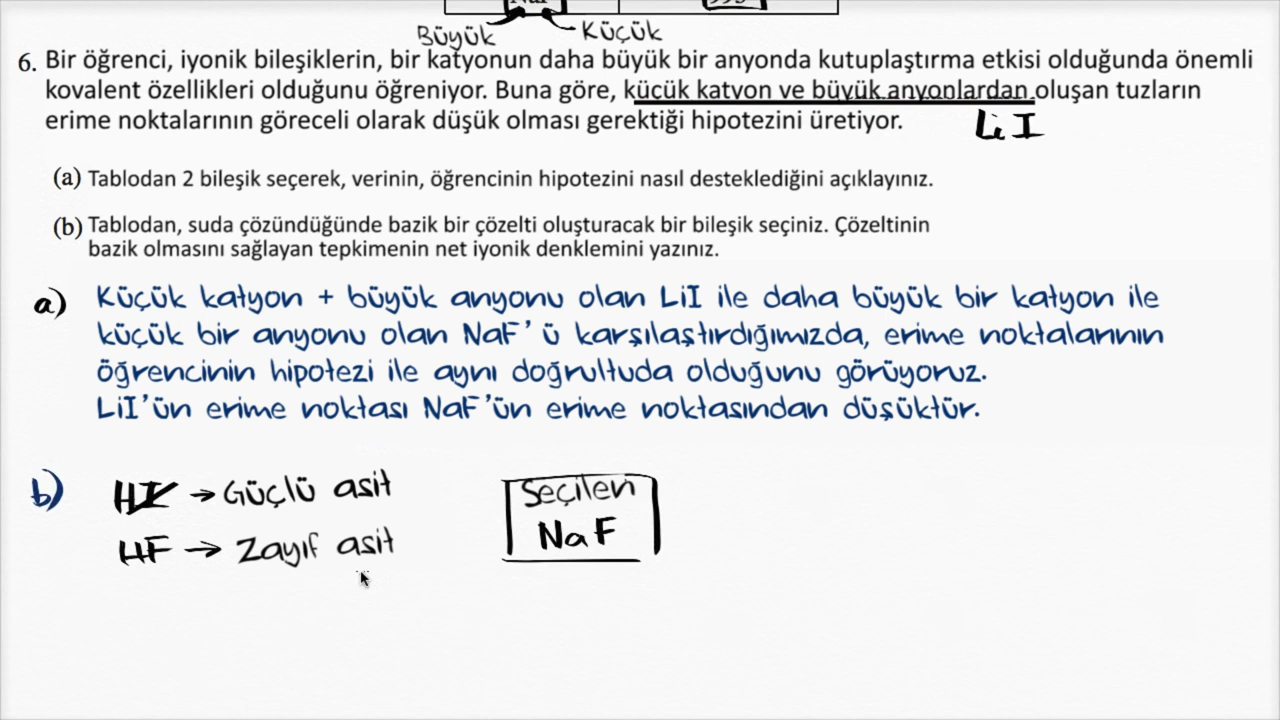 NaF 993
Büyük Küçük
6. Bir öğrenci, iyonik bileşiklerin, bir katyonun daha büyük bir anyonda kutuplaştırma etkisi olduğunda önemli
kovalent özellikleri olduğunu öğreniyor. Buna göre, küçük katyon ve büyük anyonlardan oluşan tuzların
erime noktalarının göreceli olarak düşük olması gerektiği hipotezini üretiyor.
LiI
(a) Tablodan 2 bileşik seçerek, verinin, öğrencinin hipotezini nasıl desteklediğini açıklayınız.
(b) Tablodan, suda çözündüğünde bazik bir çözelti oluşturacak bir bileşik seçiniz. Çözeltinin
bazik olmasını sağlayan tepkimenin net iyonik denklemini yazınız.
a) Küçük katyon + büyük anyonu olan LiI ile daha büyük bir katyon ile
küçük bir anyonu olan NaF'ü karşılaştırdığımızda, erime noktalarının
öğrencinin hipotezi ile aynı doğrultuda olduğunu görüyoruz.
LiI'ün erime noktası NaF'ün erime noktasından düşüktür.
b) HI → Güçlü asit
HF → Zayıf asit
Seçilen
NaF